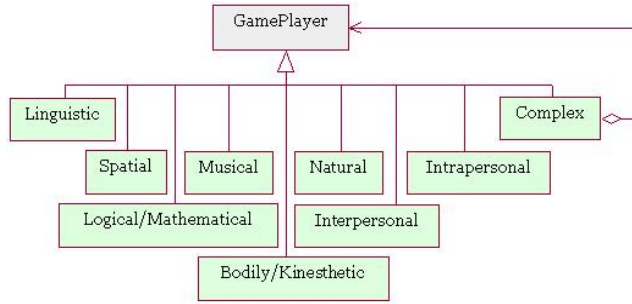 GamePlayer
Linguistic
Complex
Spatial
Musical
Natural
Intrapersonal
Logical/Mathematical
Interpersonal
Bodily/Kinesthetic